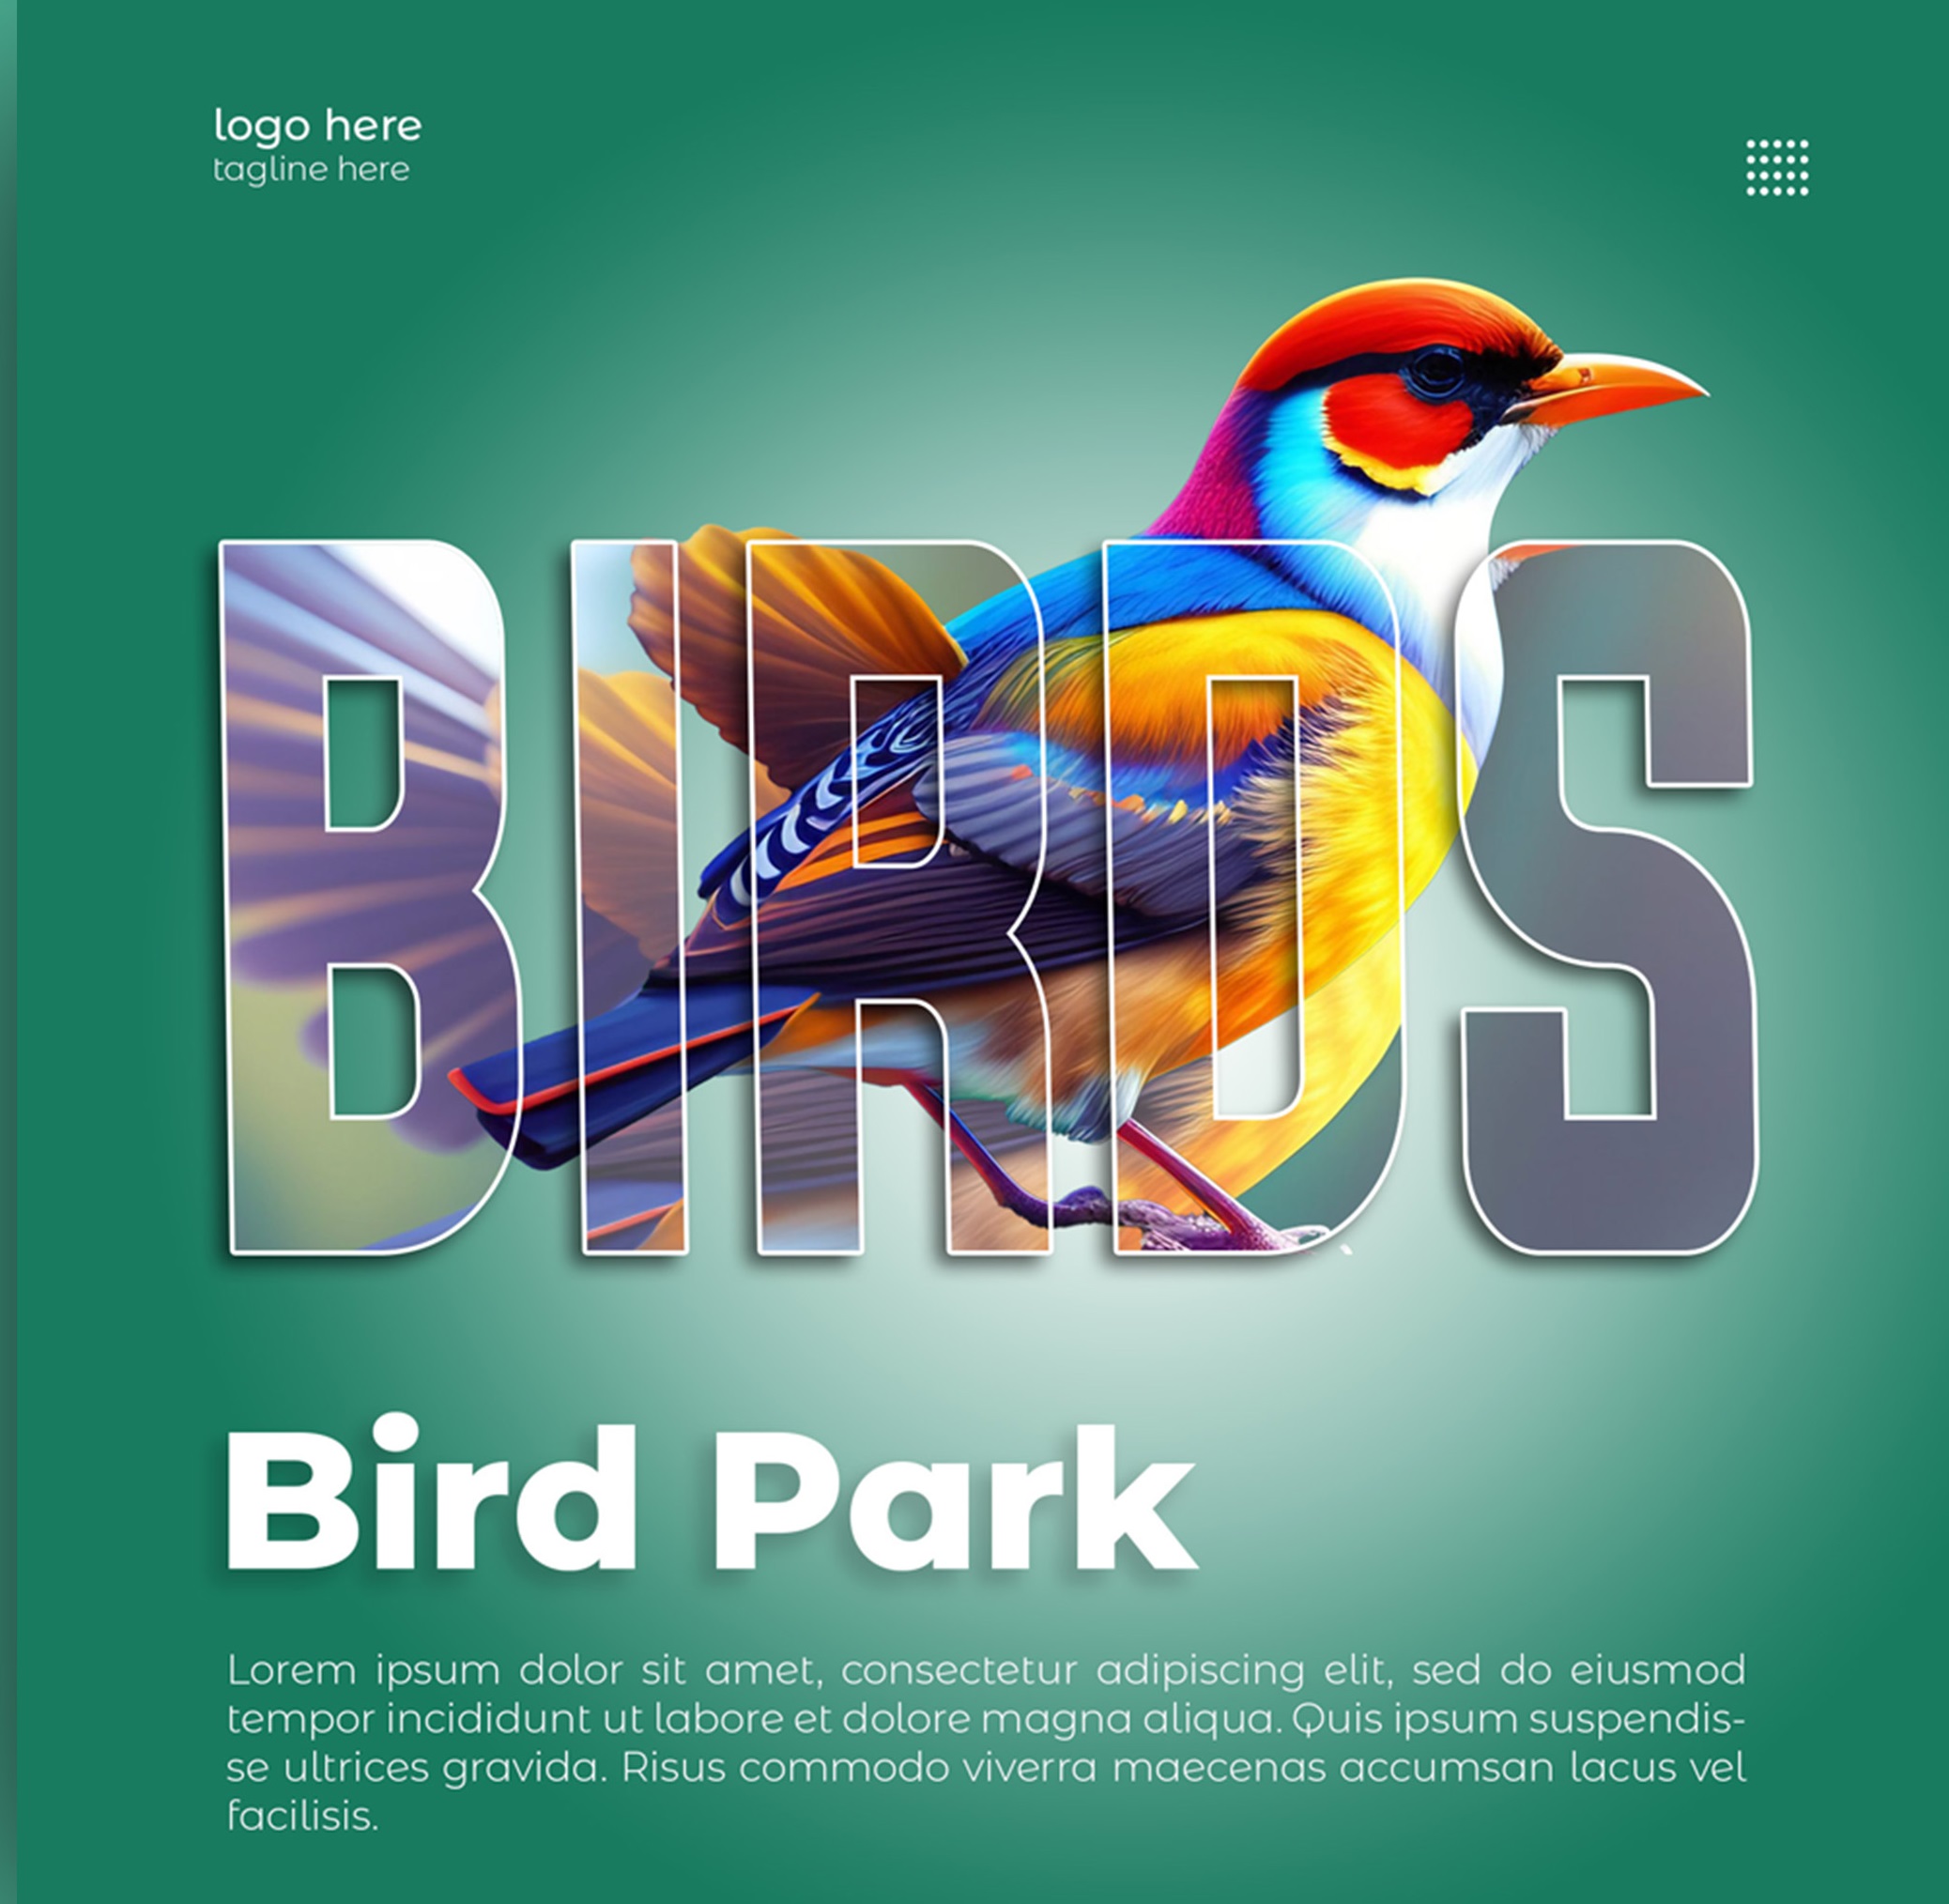 logo here
tagline here
BIRDS
Bird Park
Lorem ipsum dolor sit amet, consectetur adipiscing elit, sed do eiusmod
tempor incididunt ut labore et dolore magna aliqua. Quis ipsum suspendis-
se ultrices gravida. Risus commodo viverra maecenas accumsan lacus vel
facilisis.